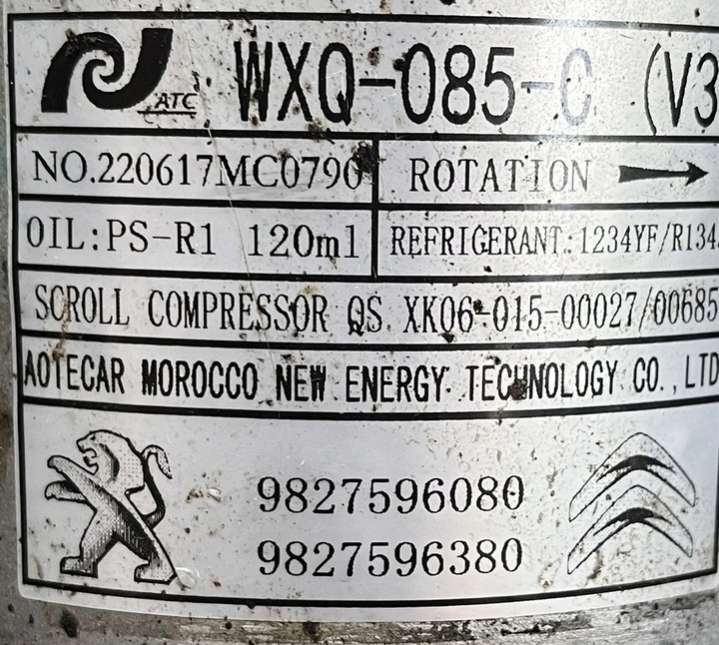 ATC WXQ-085-C (V3
NO.220617MC0790 ROTATION
OIL:PS-R1 120ml REFRIGERANT:1234YF/R134
SCROLL COMPRESSOR QS XK06-015-00027/00685
AOTECAR MOROCCO NEW ENERGY TECHNOLOGY CO.,LTD
9827596080
9827596380